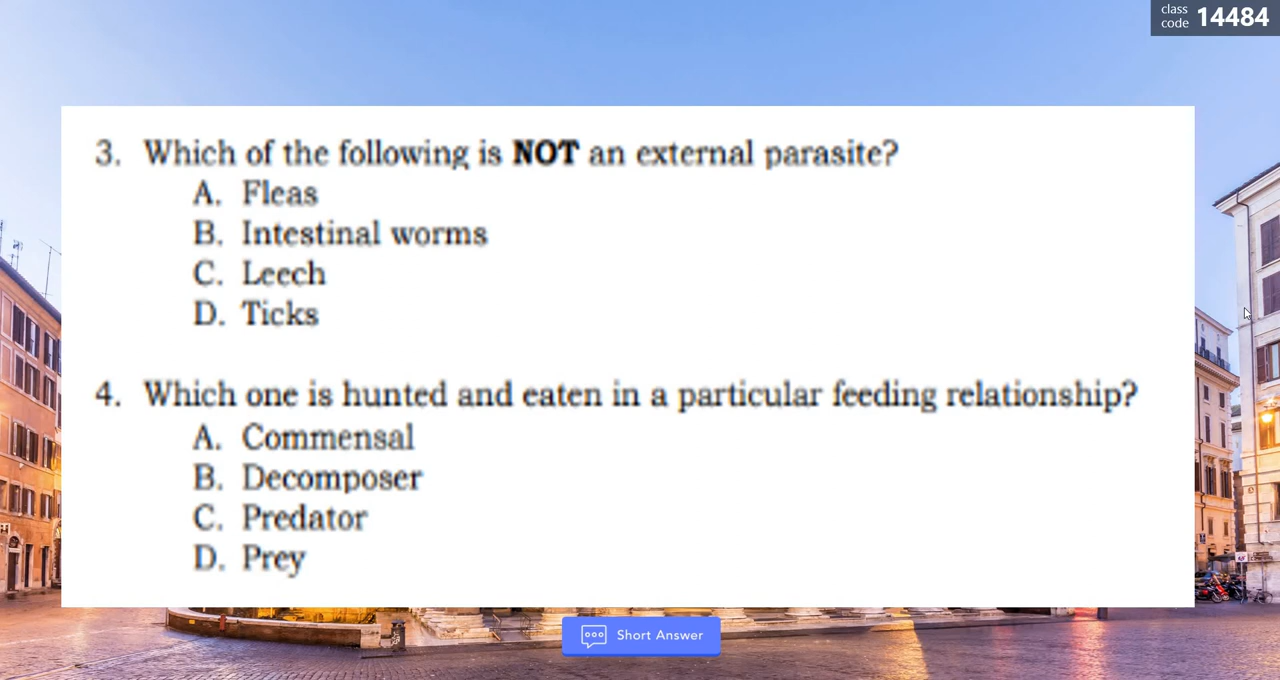 class
code 14484
3. Which of the following is NOT an external parasite?
A. Fleas
B. Intestinal worms
C. Leech
D. Ticks
4. Which one is hunted and eaten in a particular feeding relationship?
A. Commensal
B. Decomposer
C. Predator
D. Prey
Short Answer